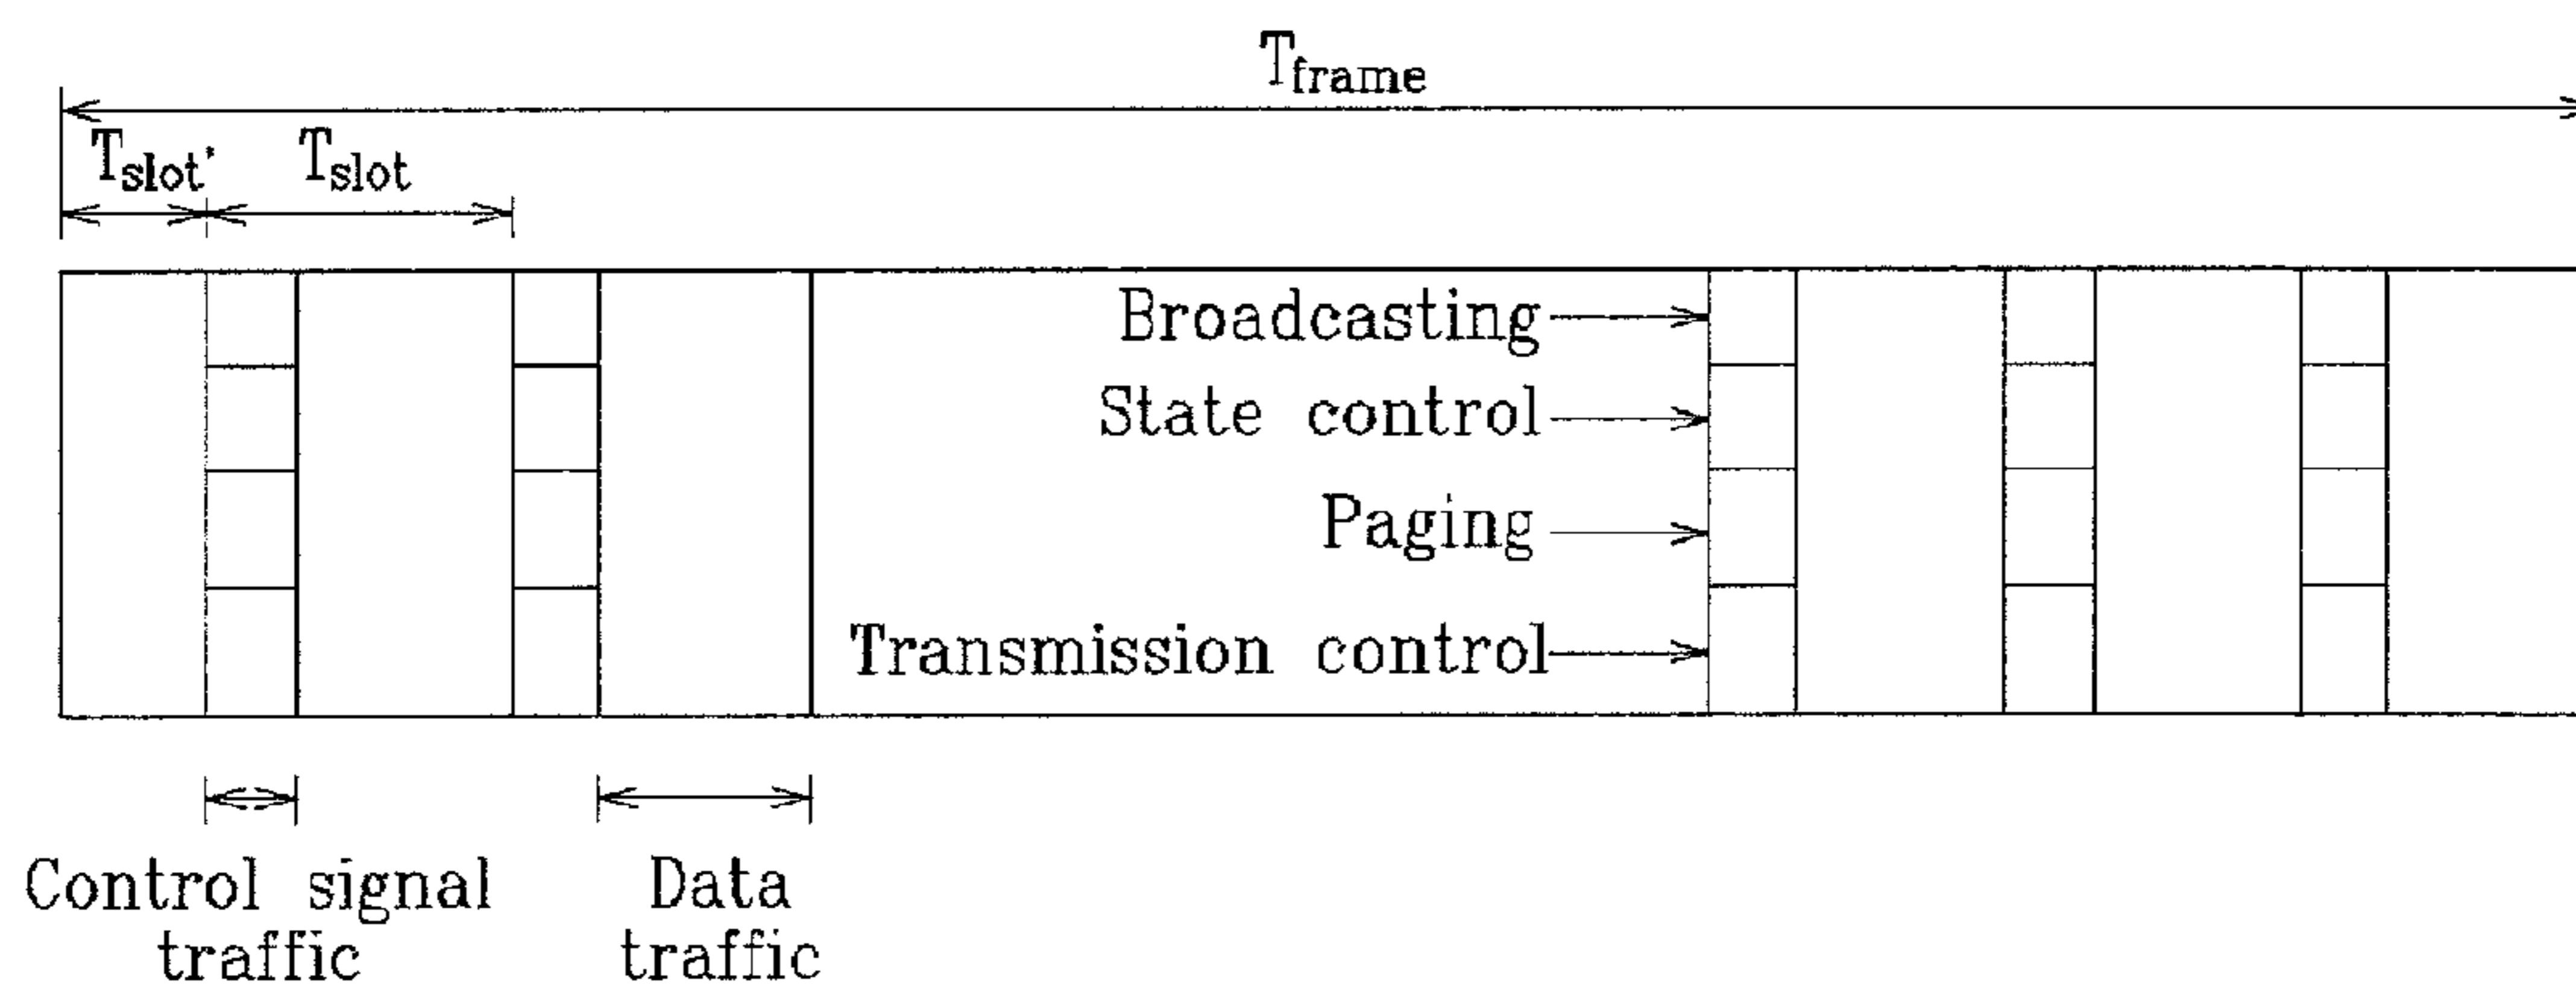 Tframe
Tslot' Tslot
Broadcasting
State control
Paging
Transmission control
Control signal
traffic
Data
traffic